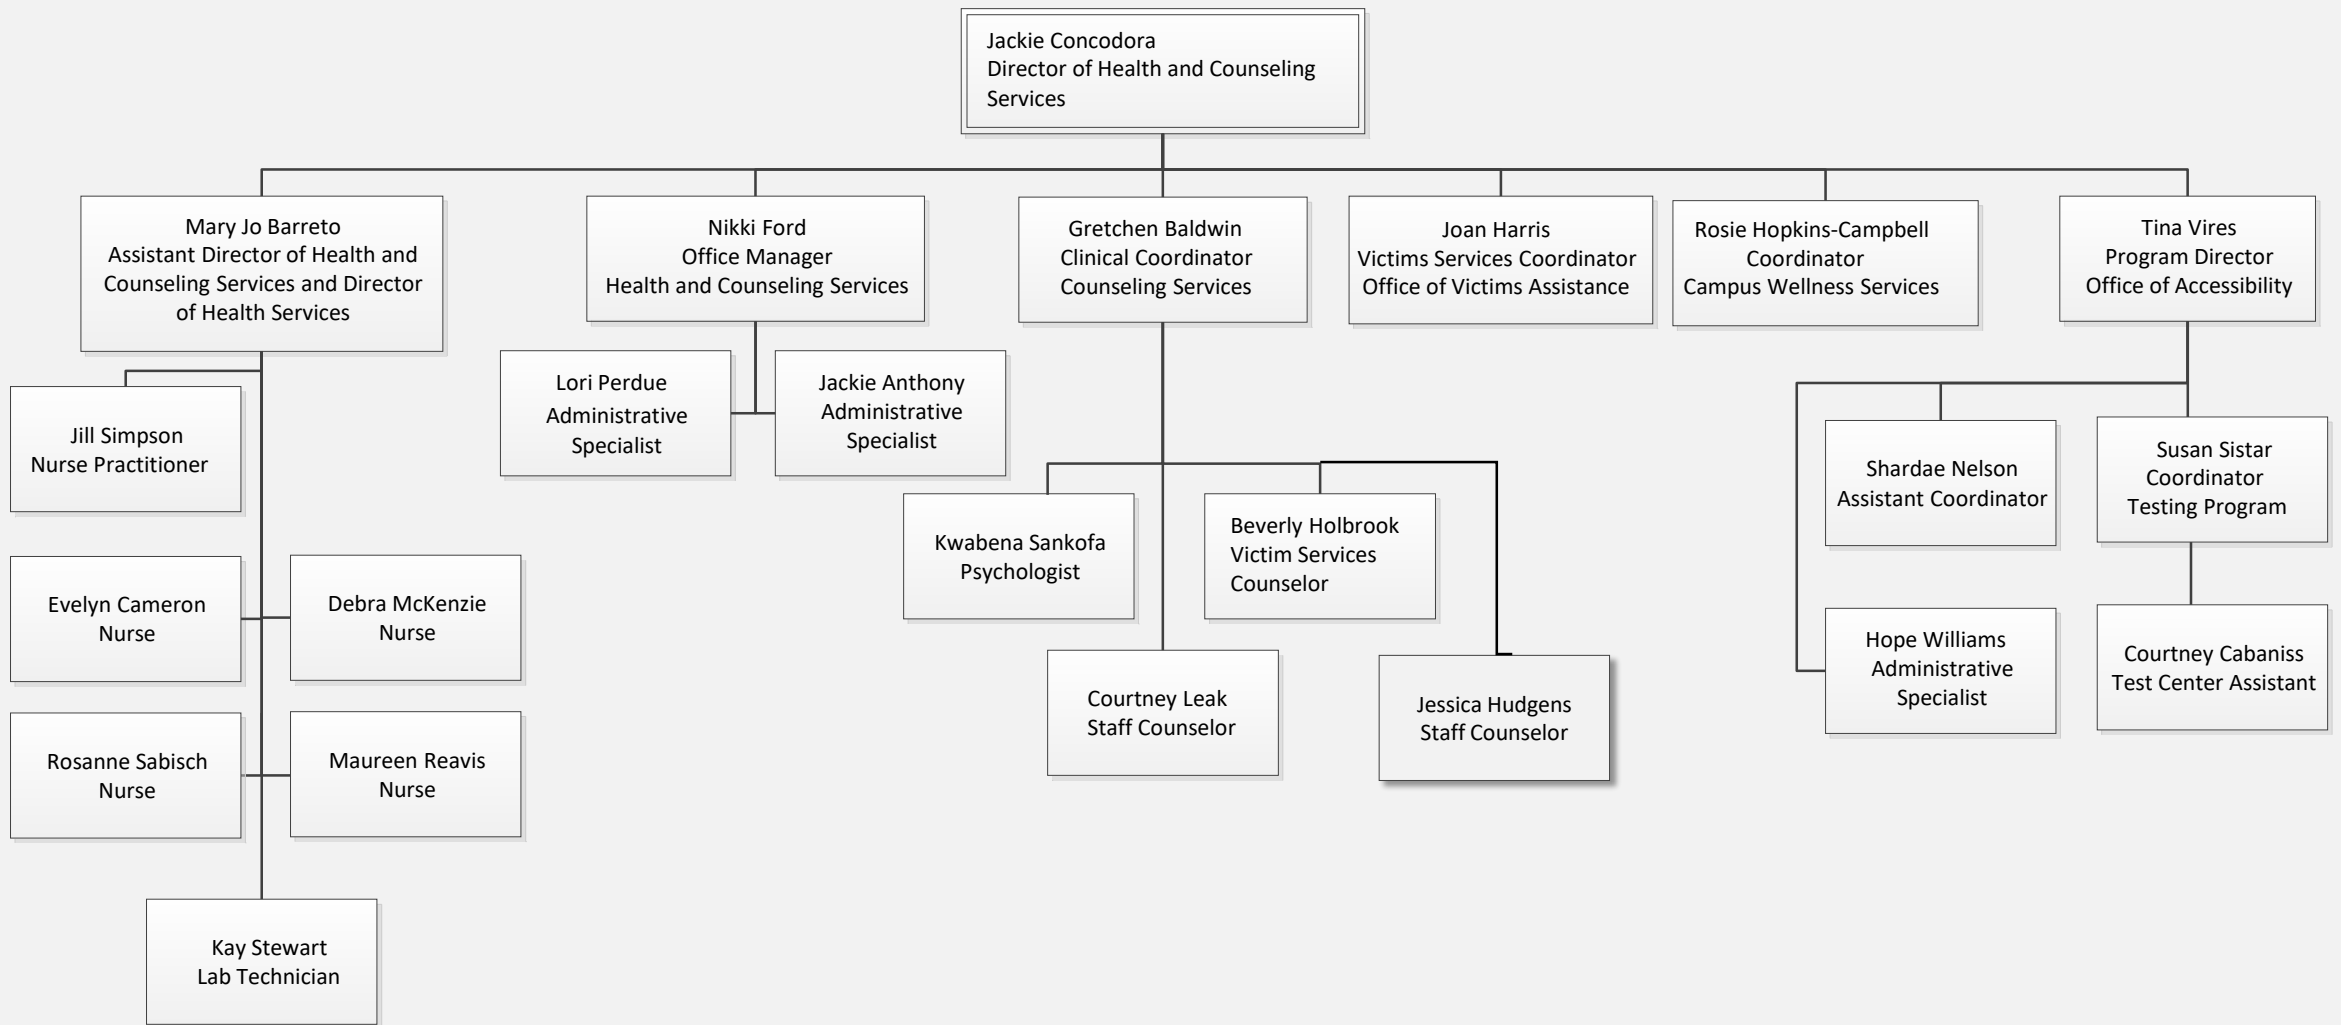 Jackie Concodora
Director of Health and Counseling
Services
Mary Jo Barreto
Assistant Director of Health and
Counseling Services and Director
of Health Services
Nikki Ford
Office Manager
Health and Counseling Services
Gretchen Baldwin
Clinical Coordinator
Counseling Services
Joan Harris
Victims Services Coordinator
Office of Victims Assistance
Rosie Hopkins-Campbell
Coordinator
Campus Wellness Services
Tina Vires
Program Director
Office of Accessibility
Jill Simpson
Nurse Practitioner
Lori Perdue
Administrative
Specialist
Jackie Anthony
Administrative
Specialist
Kwabena Sankofa
Psychologist
Beverly Holbrook
Victim Services
Counselor
Shardae Nelson
Assistant Coordinator
Susan Sistar
Coordinator
Testing Program
Evelyn Cameron
Nurse
Debra McKenzie
Nurse
Courtney Leak
Staff Counselor
Jessica Hudgens
Staff Counselor
Hope Williams
Administrative
Specialist
Courtney Cabaniss
Test Center Assistant
Rosanne Sabisch
Nurse
Maureen Reavis
Nurse
Kay Stewart
Lab Technician